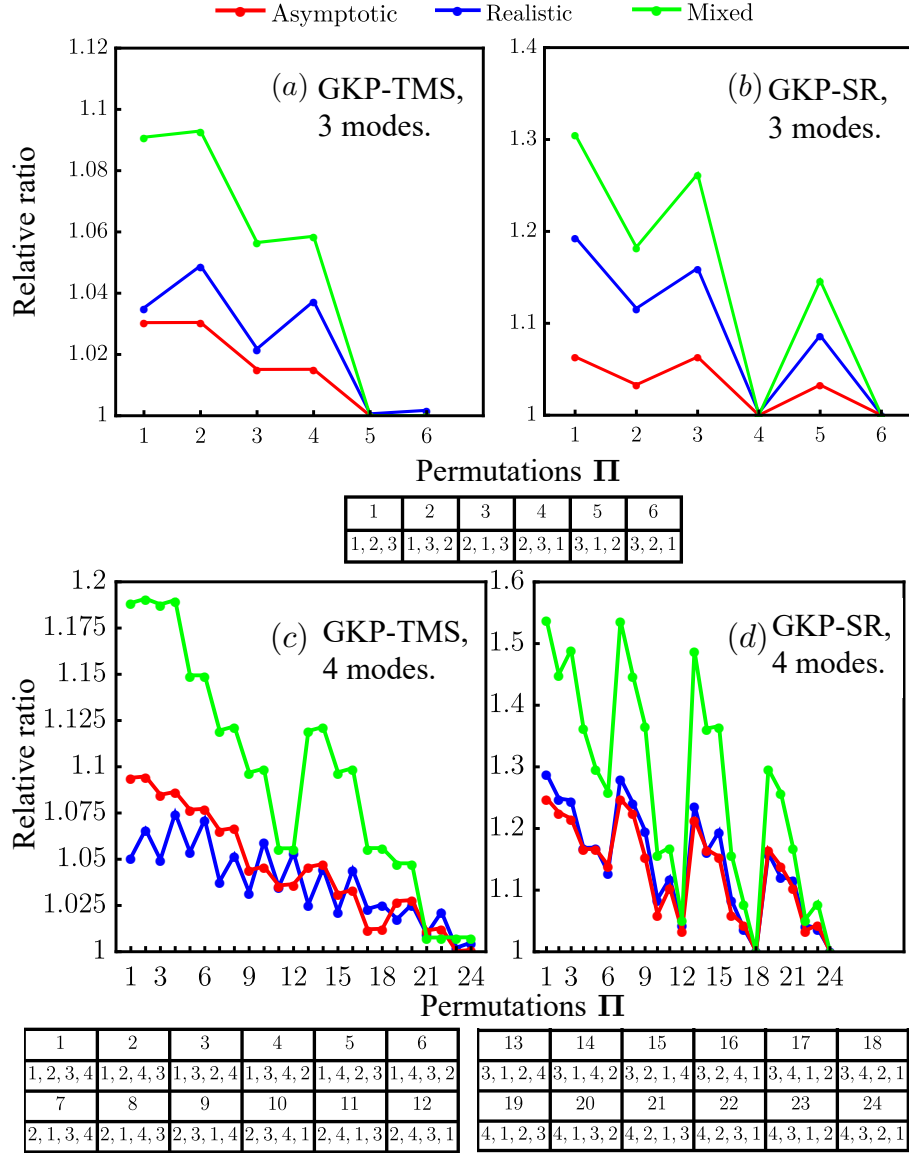 Asymptotic Realistic Mixed
1.12 1.4
(a) GKP-TMS, (b) GKP-SR,
3 modes. 3 modes.
1.1 1.3
1.08
1.06 1.2
1.04
1.1
1.02
1 1
Relative ratio
1 2 3 4 5 6 1 2 3 4 5 6
Permutations Π
1 2 3 4 5 6
1, 2, 3 1, 3, 2 2, 1, 3 2, 3, 1 3, 1, 2 3, 2, 1
1.2 1.6
(c) GKP-TMS, (d) GKP-SR,
4 modes. 4 modes.
1.175
1.15 1.5
1.125 1.4
1.1 1.3
1.075
1.05 1.2
1.025 1.1
1 1
Relative ratio
1 3 6 9 12 15 18 21 24 1 3 6 9 12 15 18 21 24
Permutations Π
1 2 3 4 5 6 13 14 15 16 17 18
1, 2, 3, 4 1, 2, 4, 3 1, 3, 2, 4 1, 3, 4, 2 1, 4, 2, 3 1, 4, 3, 2 3, 1, 2, 4 3, 1, 4, 2 3, 2, 1, 4 3, 2, 4, 1 3, 4, 1, 2 3, 4, 2, 1
7 8 9 10 11 12 19 20 21 22 23 24
2, 1, 3, 4 2, 1, 4, 3 2, 3, 1, 4 2, 3, 4, 1 2, 4, 1, 3 2, 4, 3, 1 4, 1, 2, 3 4, 1, 3, 2 4, 2, 1, 3 4, 2, 3, 1 4, 3, 1, 2 4, 3, 2, 1